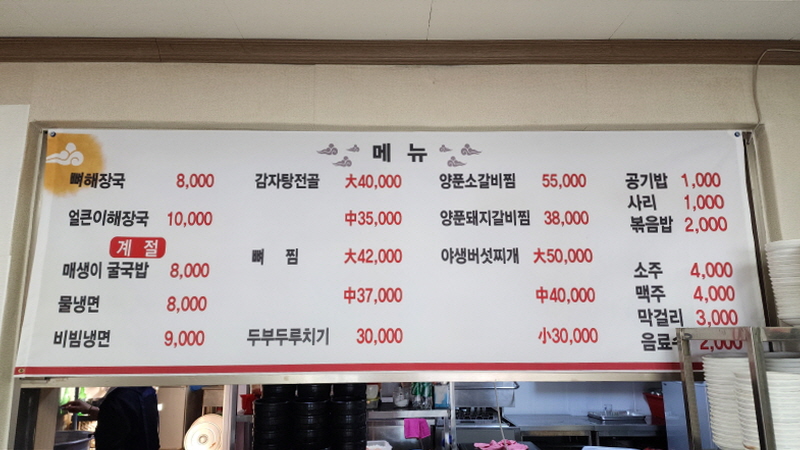 메 뉴
뼈해장국 8,000
얼큰이해장국 10,000
계 절
매생이 굴국밥 8,000
물냉면 8,000
비빔냉면 9,000
감자탕전골 大40,000
中35,000
뼈 찜 大42,000
中37,000
두부두루치기 30,000
양푼소갈비찜 55,000
양푼돼지갈비찜 38,000
야생버섯찌개 大50,000
中40,000
小30,000
공기밥 1,000
사리 1,000
볶음밥 2,000
소주 4,000
맥주 4,000
막걸리 3,000
음료수 2,000